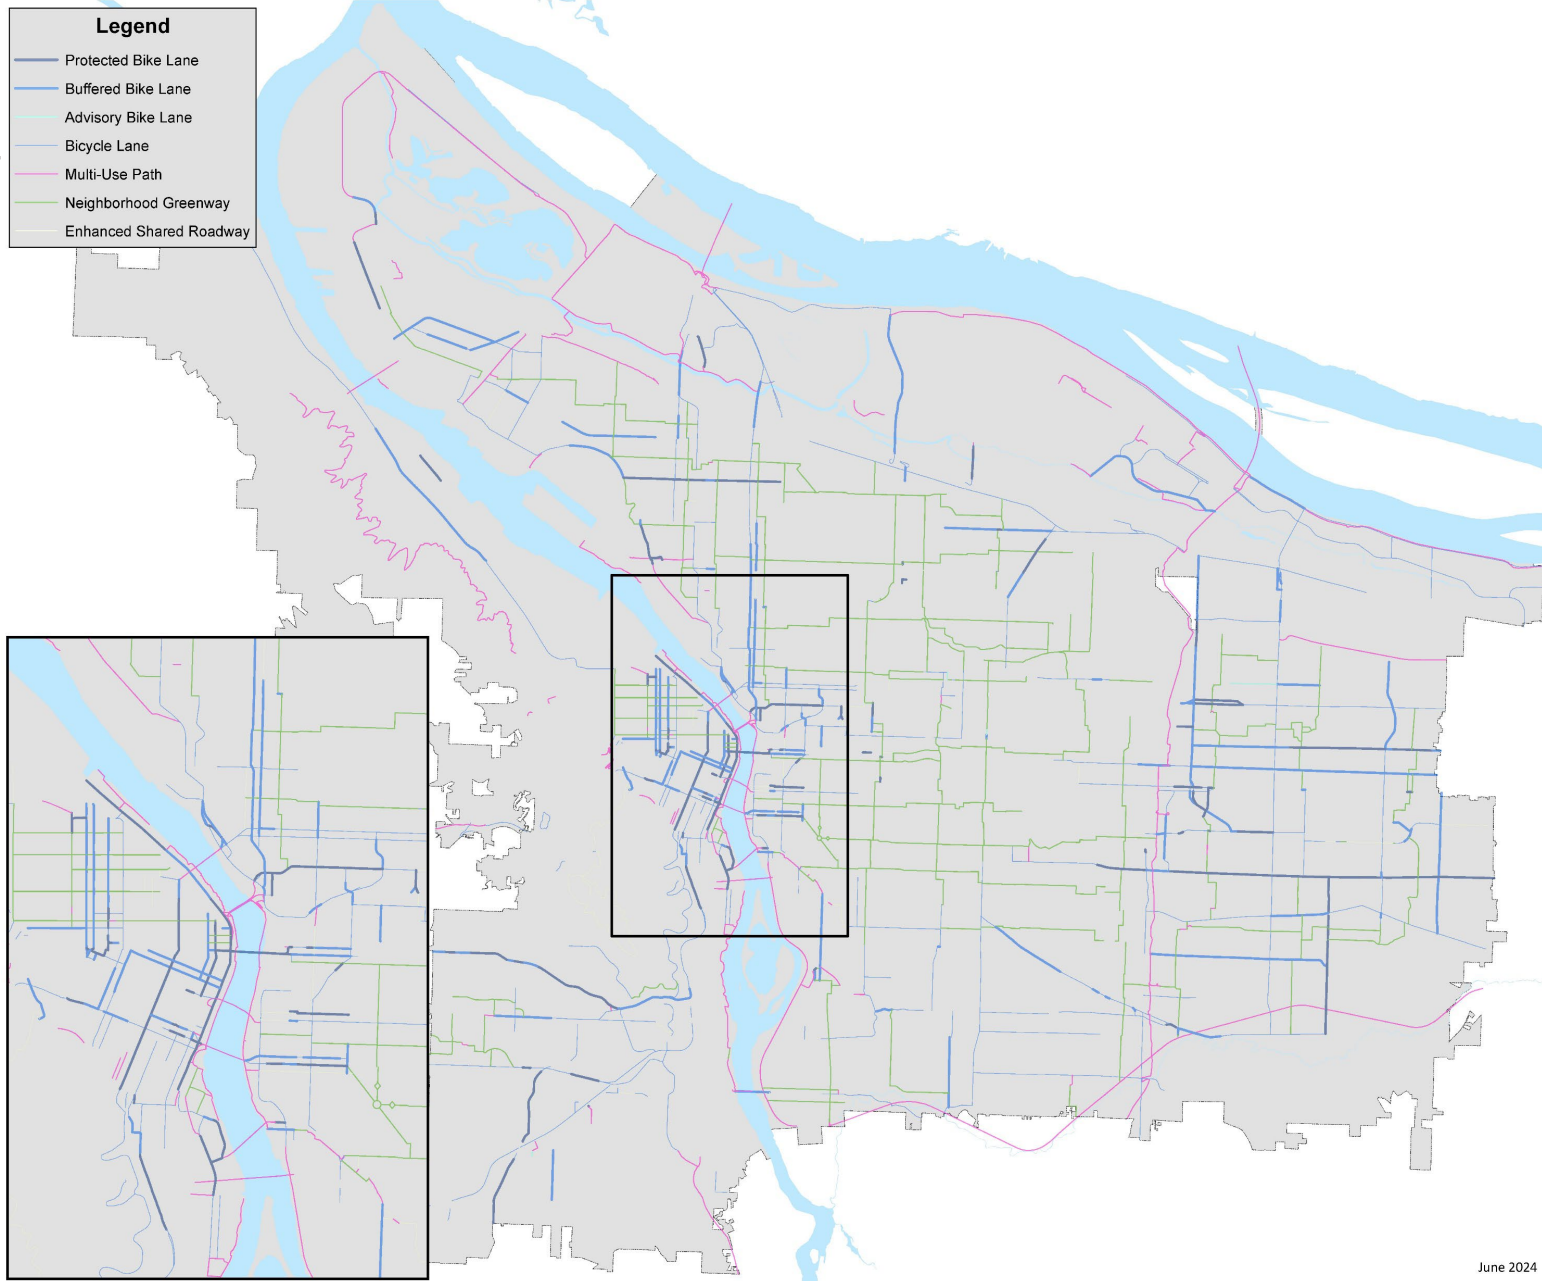 Legend
Protected Bike Lane
Buffered Bike Lane
Advisory Bike Lane
Bicycle Lane
Multi-Use Path
Neighborhood Greenway
Enhanced Shared Roadway
June 2024